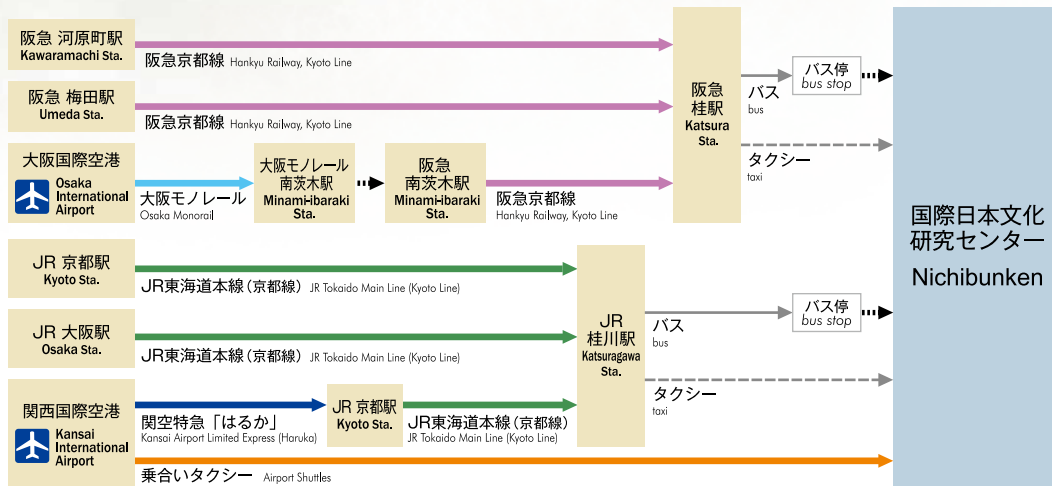 阪急 河原町駅
Kawaramachi Sta.
阪急京都線 Hankyu Railway, Kyoto Line
阪急 梅田駅
Umeda Sta.
阪急京都線 Hankyu Railway, Kyoto Line
大阪国際空港
Osaka
International
Airport
大阪モノレール
Osaka Monorail
大阪モノレール
南茨木駅
Minami-ibaraki
Sta.
阪急
南茨木駅
Minami-ibaraki
Sta.
阪急京都線
Hankyu Railway, Kyoto Line
阪急
桂駅
Katsura
Sta.
バス
bus
バス停
bus stop
タクシー
taxi
JR 京都駅
Kyoto Sta.
JR東海道本線(京都線) JR Tokaido Main Line (Kyoto Line)
JR 大阪駅
Osaka Sta.
JR東海道本線(京都線) JR Tokaido Main Line (Kyoto Line)
関西国際空港
Kansai
International
Airport
関空特急「はるか」
Kansai Airport Limited Express (Haruka)
JR 京都駅
Kyoto Sta.
JR東海道本線(京都線)
JR Tokaido Main Line (Kyoto Line)
JR
桂川駅
Katsuragawa
Sta.
バス
bus
バス停
bus stop
タクシー
taxi
乗合いタクシー Airport Shuttles
国際日本文化
研究センター
Nichibunken